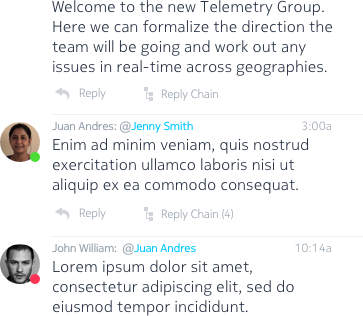 Welcome to the new Telemetry Group.
Here we can formalize the direction the
team will be going and work out any
issues in real-time across geographies.
Reply Reply Chain
Juan Andres: @Jenny Smith 3:00a
Enim ad minim veniam, quis nostrud
exercitation ullamco laboris nisi ut
aliquip ex ea commodo consequat.
Reply Reply Chain (4)
John William: @Juan Andres 10:14a
Lorem ipsum dolor sit amet,
consectetur adipiscing elit, sed do
eiusmod tempor incididunt.